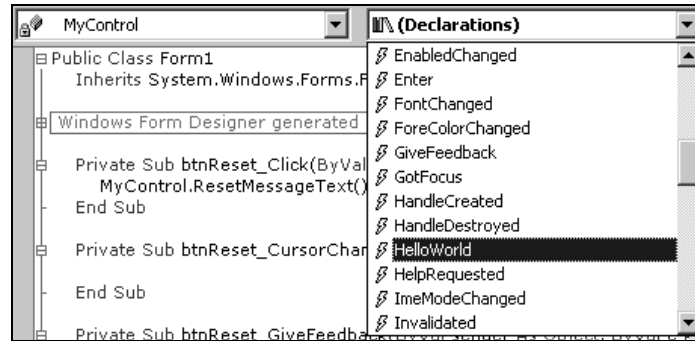 MyControl
(Declarations)
Public Class Form1
Inherits System.Windows.Forms.F
Windows Form Designer generated
Private Sub btnReset_Click(ByVal
MyControl.ResetMessageText()
End Sub
Private Sub btnReset_CursorChan
End Sub
Private Sub btnReset_GiveFeedback
EnabledChanged
Enter
FontChanged
ForeColorChanged
GiveFeedback
GotFocus
HandleCreated
HandleDestroyed
HelloWorld
HelpRequested
ImeModeChanged
Invalidated